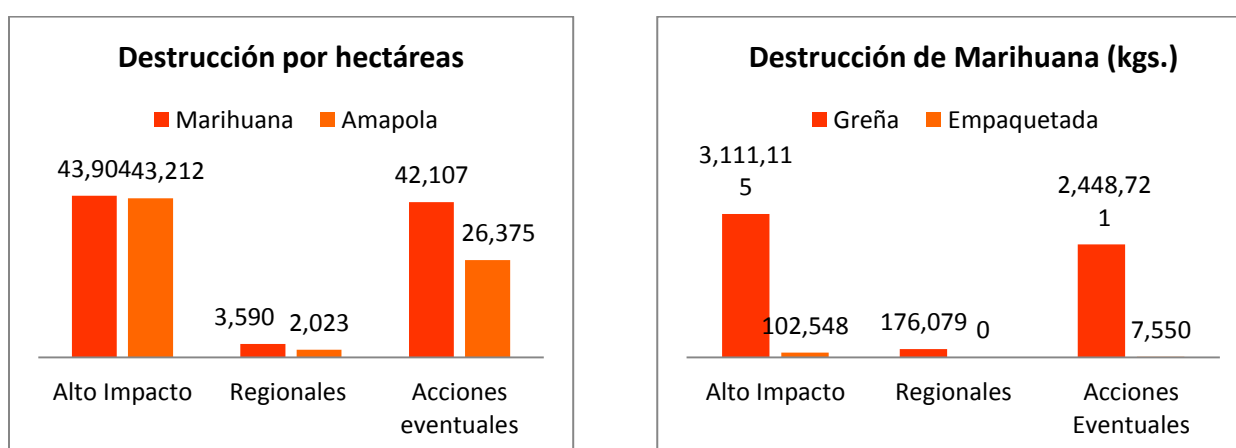 Destrucción por hectáreas
Marihuana Amapola
43,904 43,212
42,107
26,375
3,590 2,023
Alto Impacto Regionales Acciones
eventuales
Destrucción de Marihuana (kgs.)
Greña Empaquetada
3,111,11
5
2,448,72
1
102,548 176,079 0 7,550
Alto Impacto Regionales Acciones
Eventuales